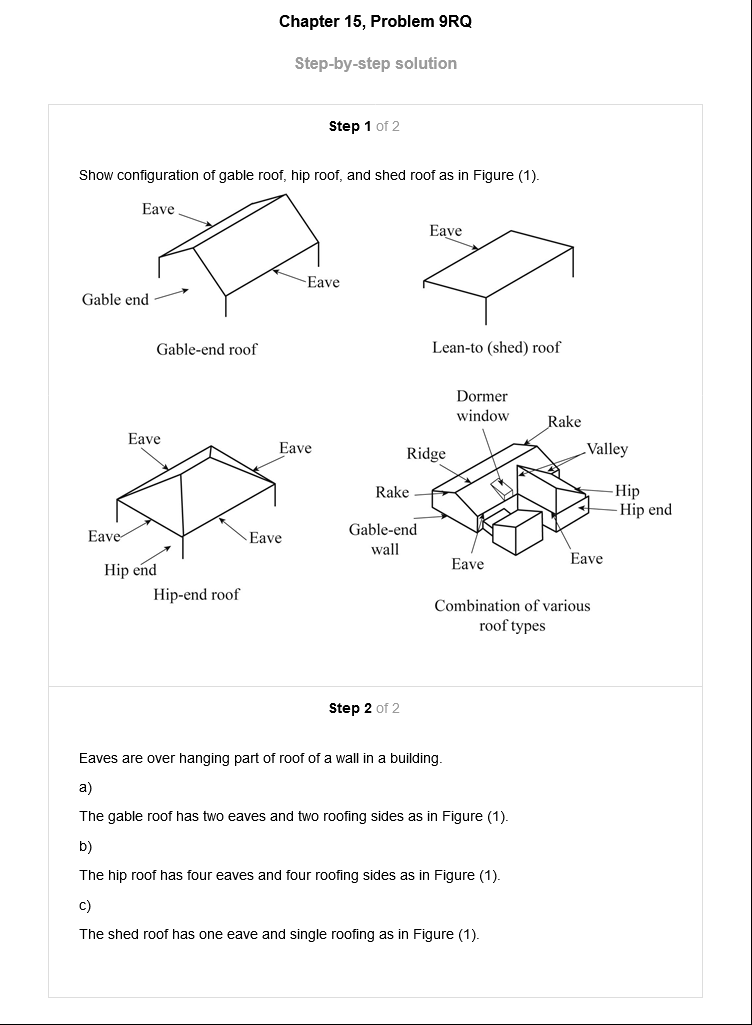 Chapter 15, Problem 9RQ
Step-by-step solution
Step 1 of 2
Show configuration of gable roof, hip roof, and shed roof as in Figure (1).
Eave
Eave
Gable end
Gable-end roof
Eave
Lean-to (shed) roof
Eave
Eave
Eave
Eave
Hip end
Hip-end roof
Dormer
window
Rake
Ridge
Valley
Rake
Hip
Hip end
Gable-end
wall
Eave
Eave
Combination of various
roof types
Step 2 of 2
Eaves are over hanging part of roof of a wall in a building.
a)
The gable roof has two eaves and two roofing sides as in Figure (1).
b)
The hip roof has four eaves and four roofing sides as in Figure (1).
c)
The shed roof has one eave and single roofing as in Figure (1).